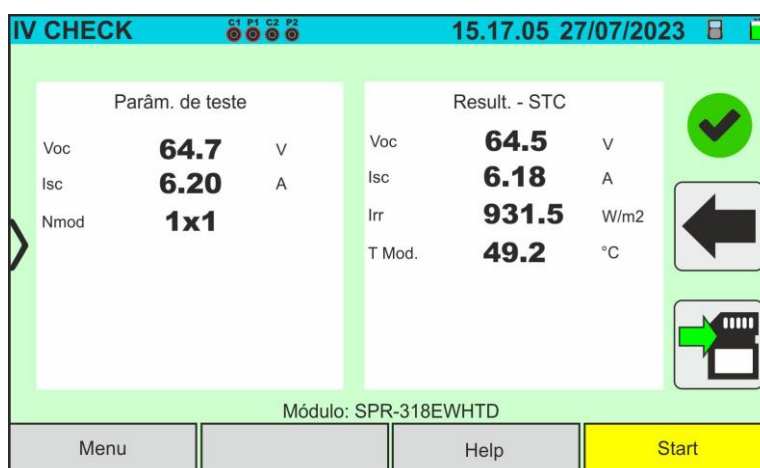 IV CHECK C1 P1 C2 P2 15.17.05 27/07/2023
Parâm. de teste
Voc 64.7 V
Isc 6.20 A
Nmod 1x1
Result. - STC
Voc 64.5 V
Isc 6.18 A
Irr 931.5 W/m2
T Mod. 49.2 °C
Módulo: SPR-318EWHTD
Menu Help Start